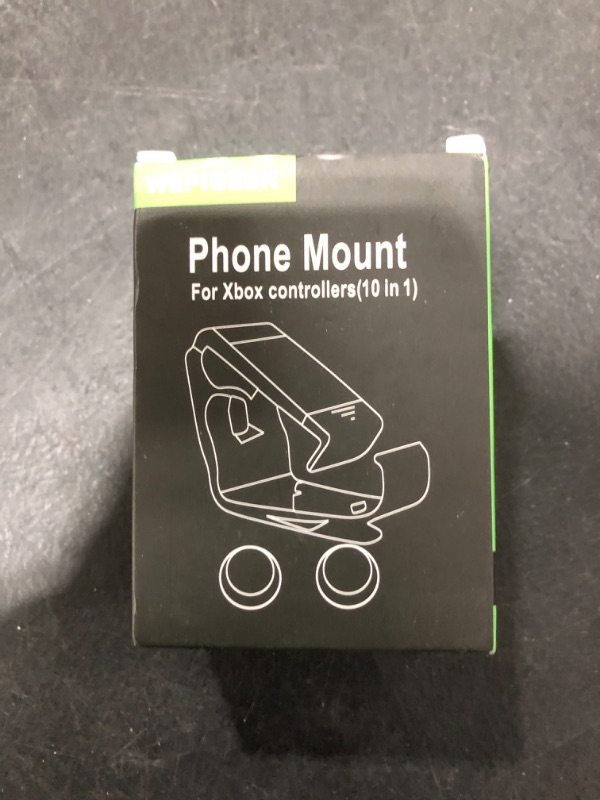 Phone Mount
For Xbox controllers(10 in 1)